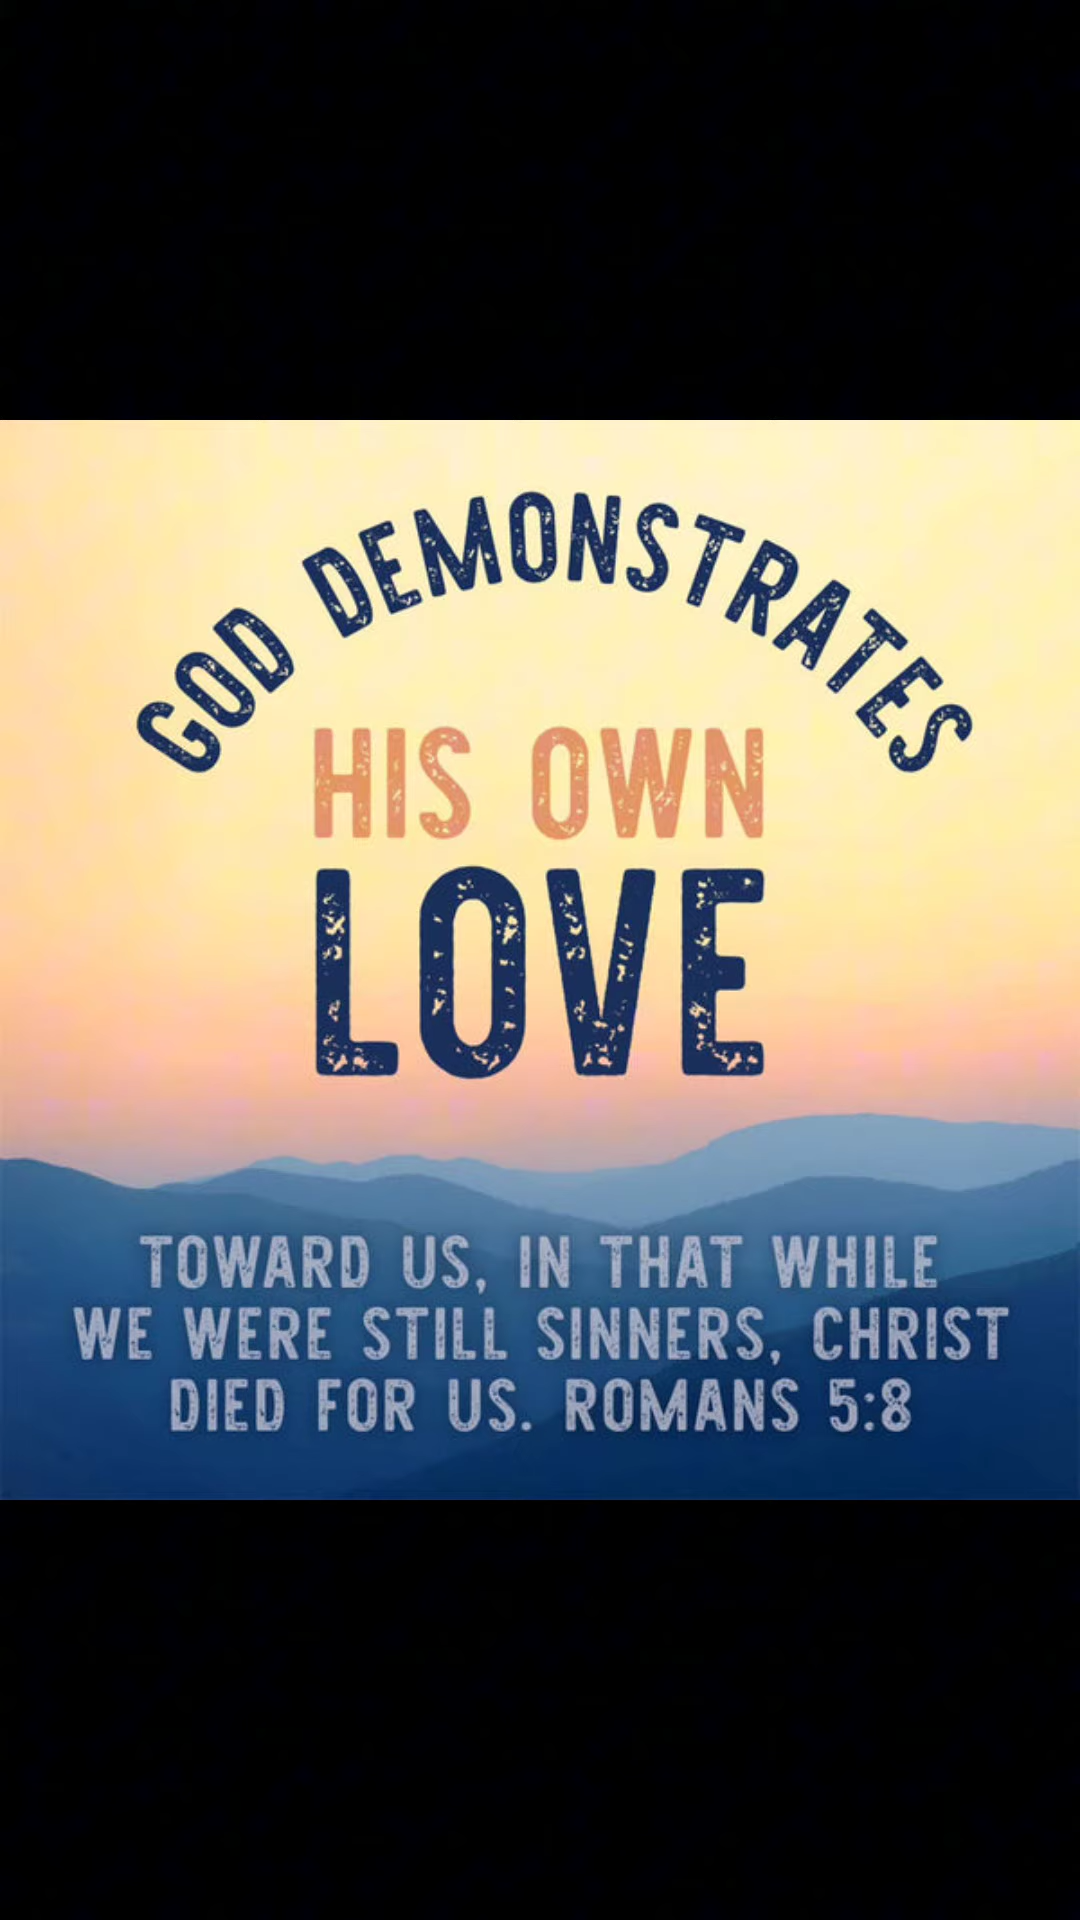 GOD DEMONSTRATES
HIS OWN
LOVE
TOWARD US, IN THAT WHILE
WE WERE STILL SINNERS, CHRIST
DIED FOR US. ROMANS 5:8